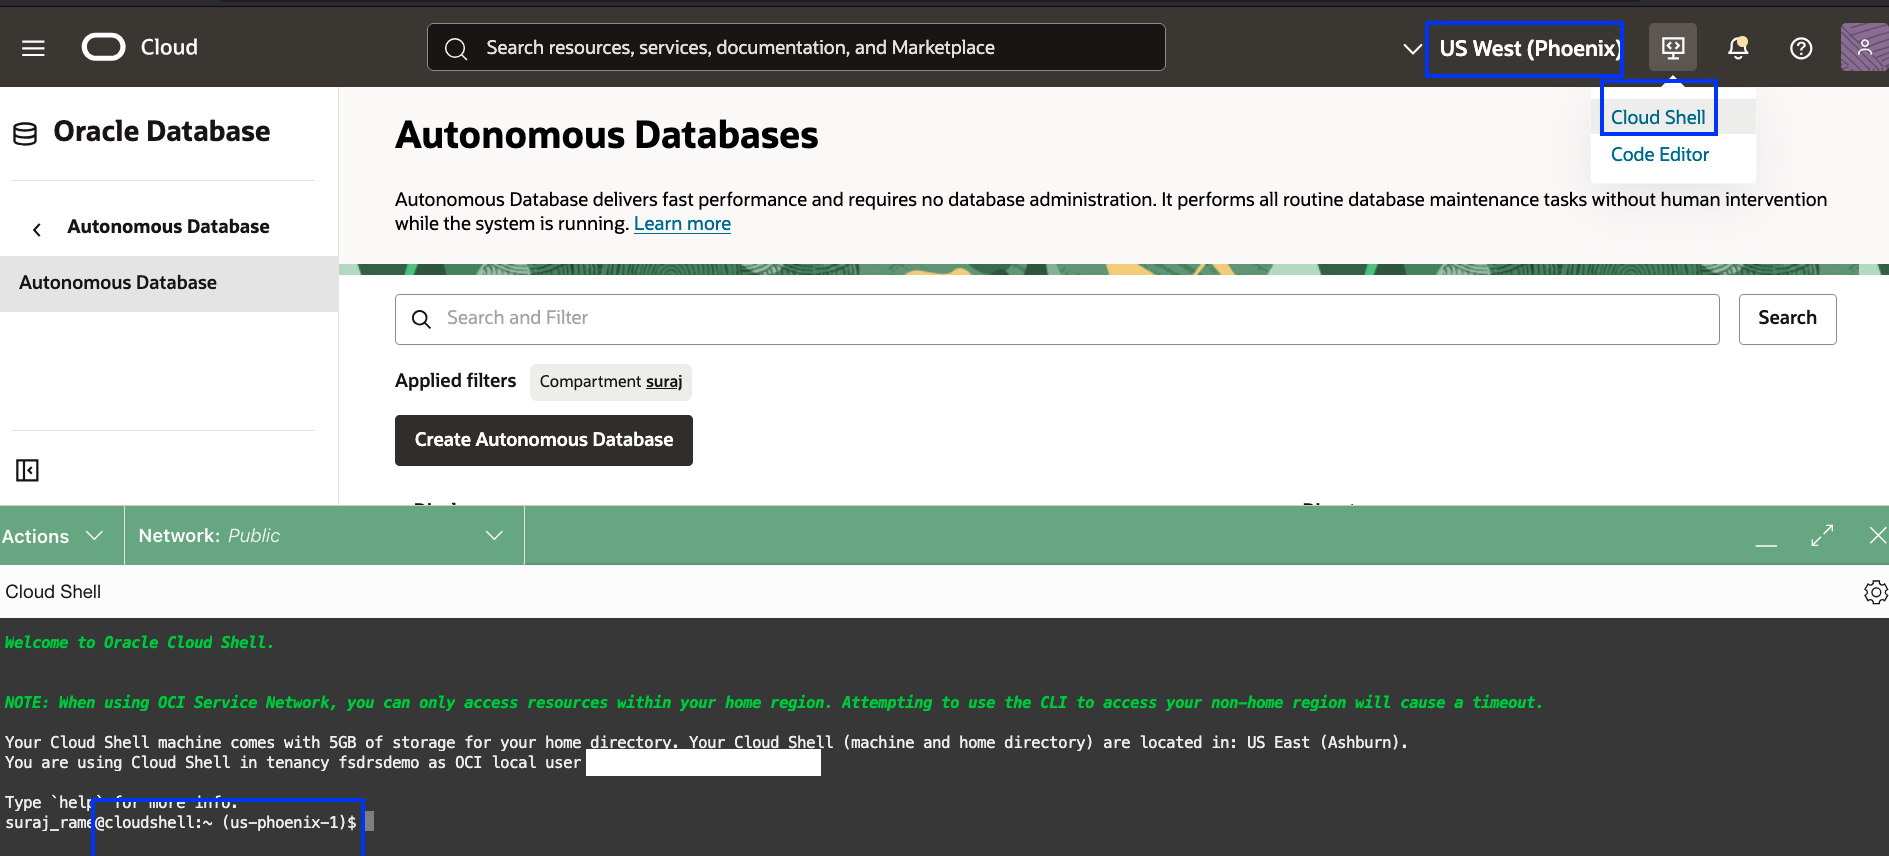 Cloud
Search resources, services, documentation, and Marketplace
US West (Phoenix)
Cloud Shell
Code Editor
Oracle Database
Autonomous Database
Autonomous Database
Autonomous Databases
Autonomous Database delivers fast performance and requires no database administration. It performs all routine database maintenance tasks without human intervention
while the system is running. Learn more
Search and Filter
Search
Applied filters
Compartment suraj
Create Autonomous Database
Actions
Network: Public
Cloud Shell
Welcome to Oracle Cloud Shell.
NOTE: When using OCI Service Network, you can only access resources within your home region. Attempting to use the CLI to access your non-home region will cause a timeout.
Your Cloud Shell machine comes with 5GB of storage for your home directory. Your Cloud Shell (machine and home directory) are located in: US East (Ashburn).
You are using Cloud Shell in tenancy fsdrsdemo as OCI local user
Type `help` for more info.
suraj_rame@cloudshell:~ (us-phoenix-1)$